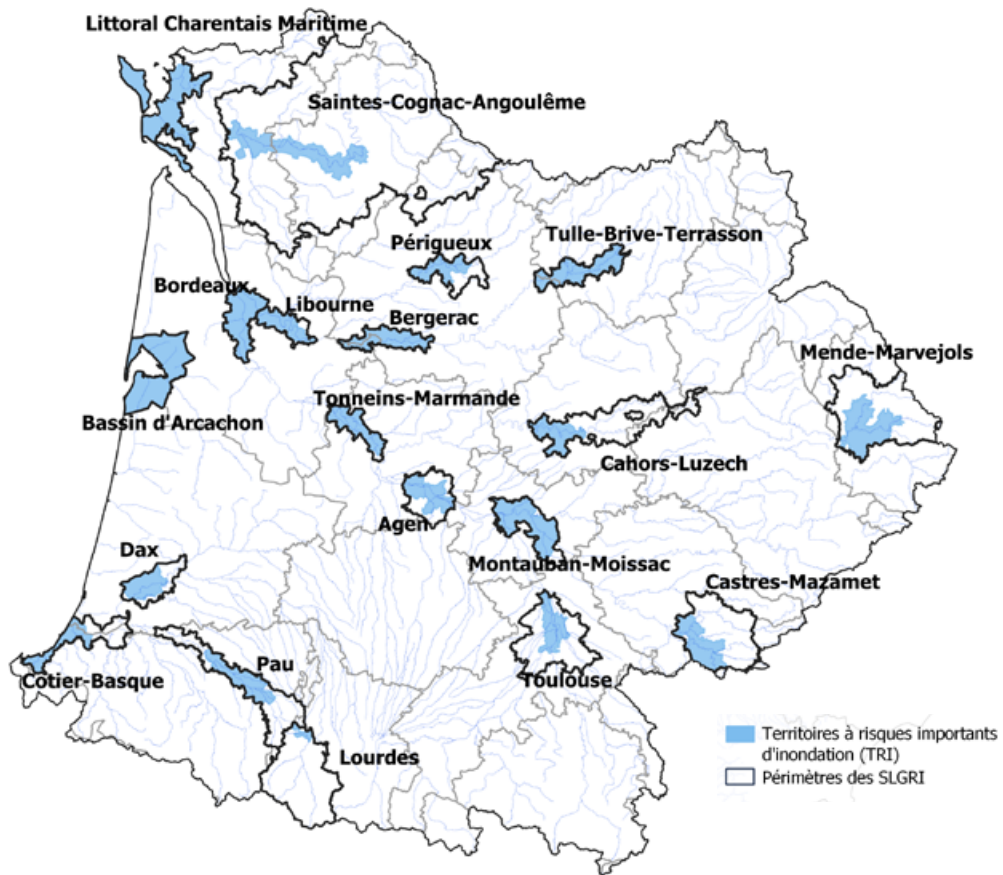 Littoral Charentais Maritime
Saintes-Cognac-Angoulême
Périgueux
Tulle-Brive-Terrasson
Bordeaux
Libourne
Bergerac
Mende-Marvejols
Tonneins-Marmande
Bassin d'Arcachon
Cahors-Luzech
Agen
Dax
Montauban-Moissac
Castres-Mazamet
Pau
Toulouse
Côtier-Basque
Lourdes
Territoires à risques importants
d'inondation (TRI)
Périmètres des SLGRI